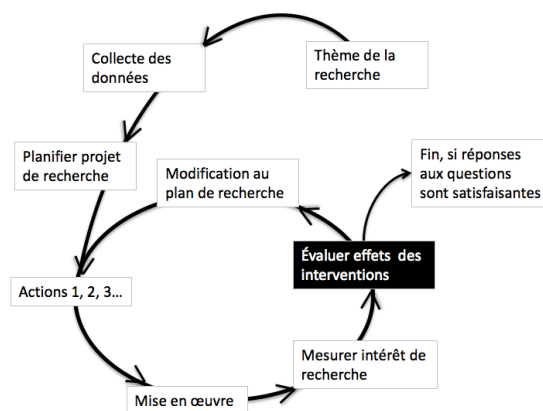 Thème de la
recherche
Collecte des
données
Planifier projet
de recherche
Modification au
plan de recherche
Fin, si réponses
aux questions
sont satisfaisantes
Évaluer effets des
interventions
Actions 1, 2, 3...
Mesurer intérêt de
recherche
Mise en œuvre